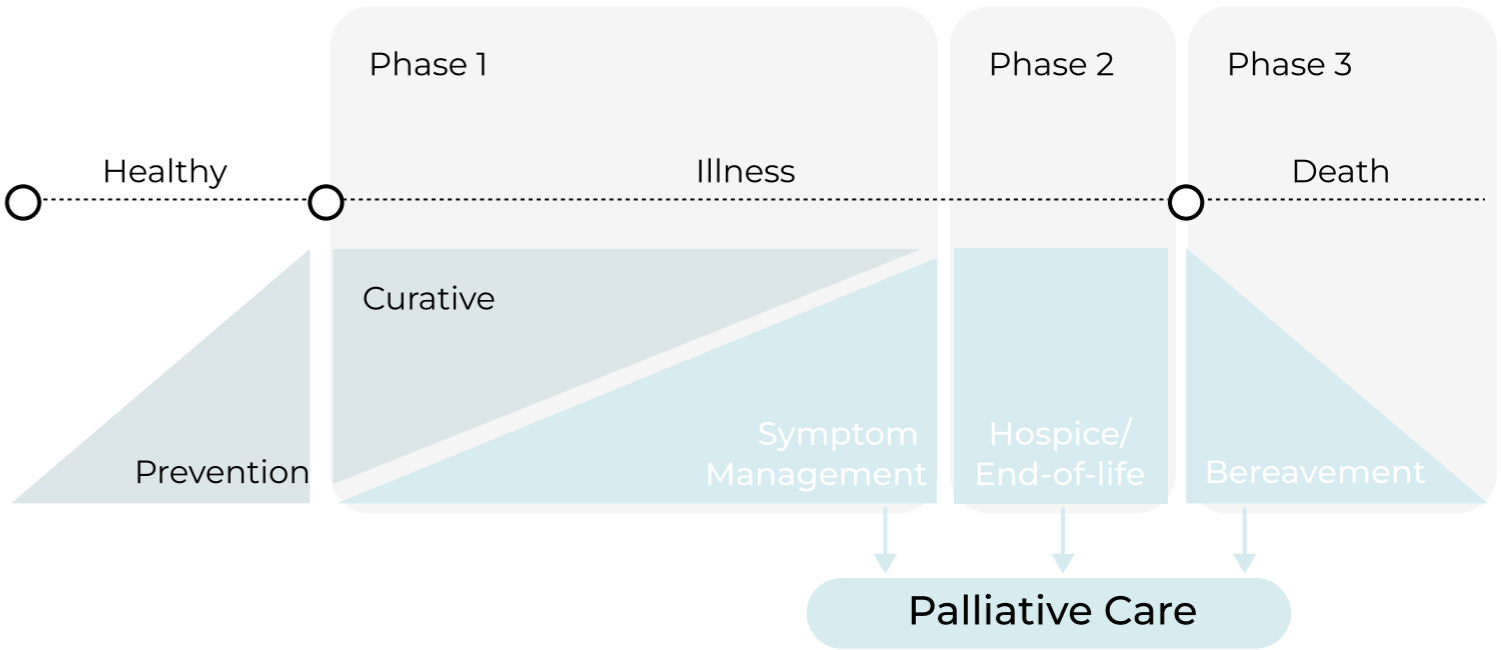 Phase 1
Phase 2
Phase 3
Healthy
Illness
Death
Curative
Prevention
Symptom
Management
Hospice/
End-of-life
Bereavement
Palliative Care